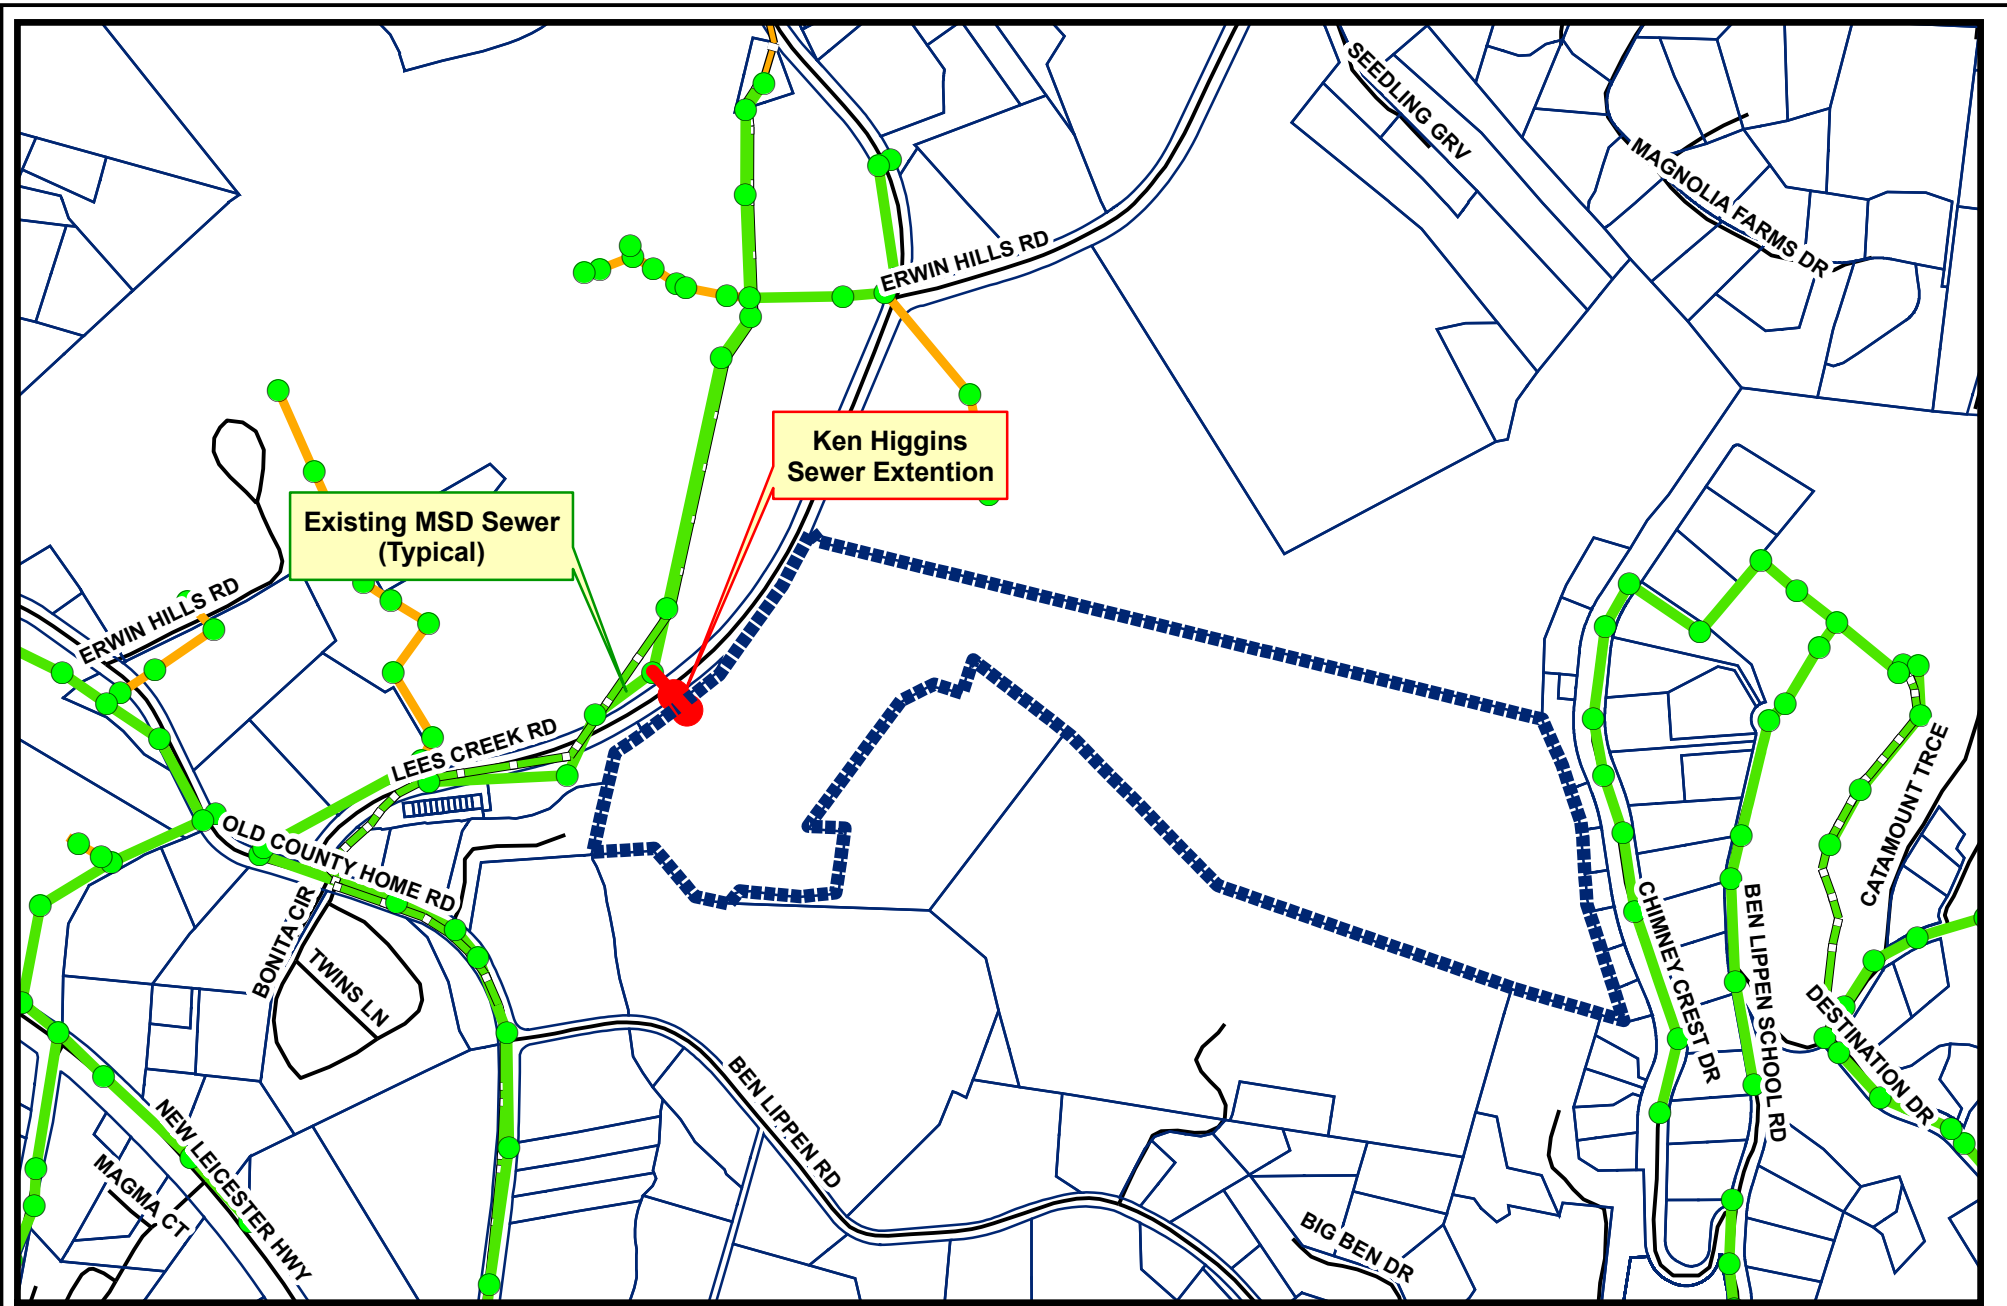 SEEDLING GRV
MAGNOLIA FARMS DR
ERWIN HILLS RD
Ken Higgins
Sewer Extention
Existing MSD Sewer
(Typical)
ERWIN HILLS RD
LEES CREEK RD
OLD COUNTY HOME RD
BONITA CIR
TWINS LN
CATAMOUNT TRCE
CHIMNEY CREST DR
BEN LIPPEN SCHOOL RD
DESTINATION DR
BEN LIPPEN RD
NEW LEICESTER HWY
MAGMA CT
BIG BEN DR